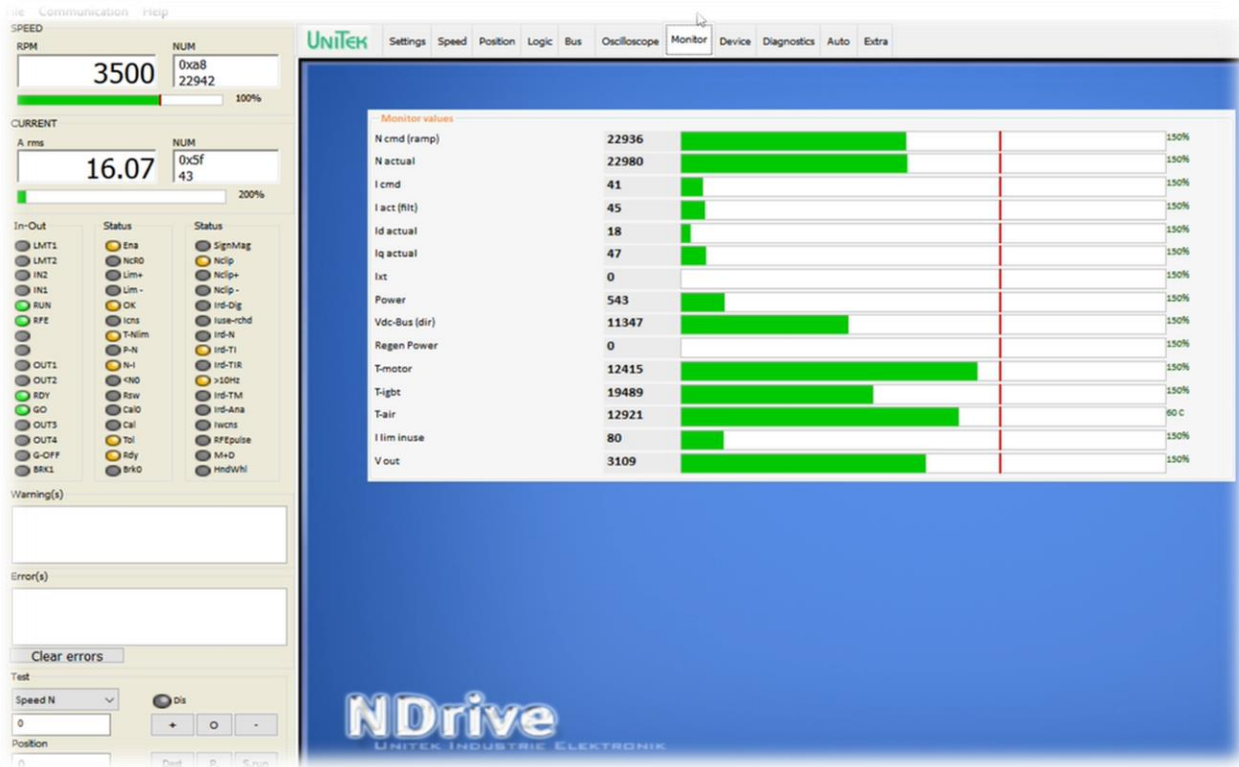 Communication Help
SPEED
RPM
NUM
3500
0xa8
22942
100%
CURRENT
A rms
NUM
16.07
0x5f
43
200%
In-Out
Status
Status
LMT1
Ena
SignMag
LMT2
NcR0
Nclip
IN2
Lim+
Nclip+
IN1
Lim -
Nclip -
RUN
OK
Ird-Dig
RFE
Icns
Iuse-rchd
T-Nlim
Ird-N
P-N
Ird-TI
OUT1
N-I
Ird-TIR
OUT2
<N0
>10Hz
RDY
Rsw
Ird-TM
GO
Cal0
Ird-Ana
OUT3
Cal
Iwcns
OUT4
Tol
RFEpulse
G-OFF
Rdy
M+D
BRK1
Brk0
HndWhl
Warning(s)
Error(s)
Clear errors
Test
Speed N
Dis
0
+ O -
Position
0
UNITEK
Settings Speed Position Logic Bus Oscilloscope Monitor Device Diagnostics Auto Extra
Monitor values
N cmd (ramp) 22936 150%
N actual 22980 150%
I cmd 41 150%
I act (filt) 45 150%
Id actual 18 150%
Iq actual 47 150%
Ixt 0 150%
Power 543 150%
Vdc-Bus (dir) 11347 150%
Regen Power 0 150%
T-motor 12415 150%
T-igbt 19489 150%
T-air 12921 60 C
I lim inuse 80 150%
V out 3109 150%
NDrive
UNITEK INDUSTRIE ELEKTRONIK